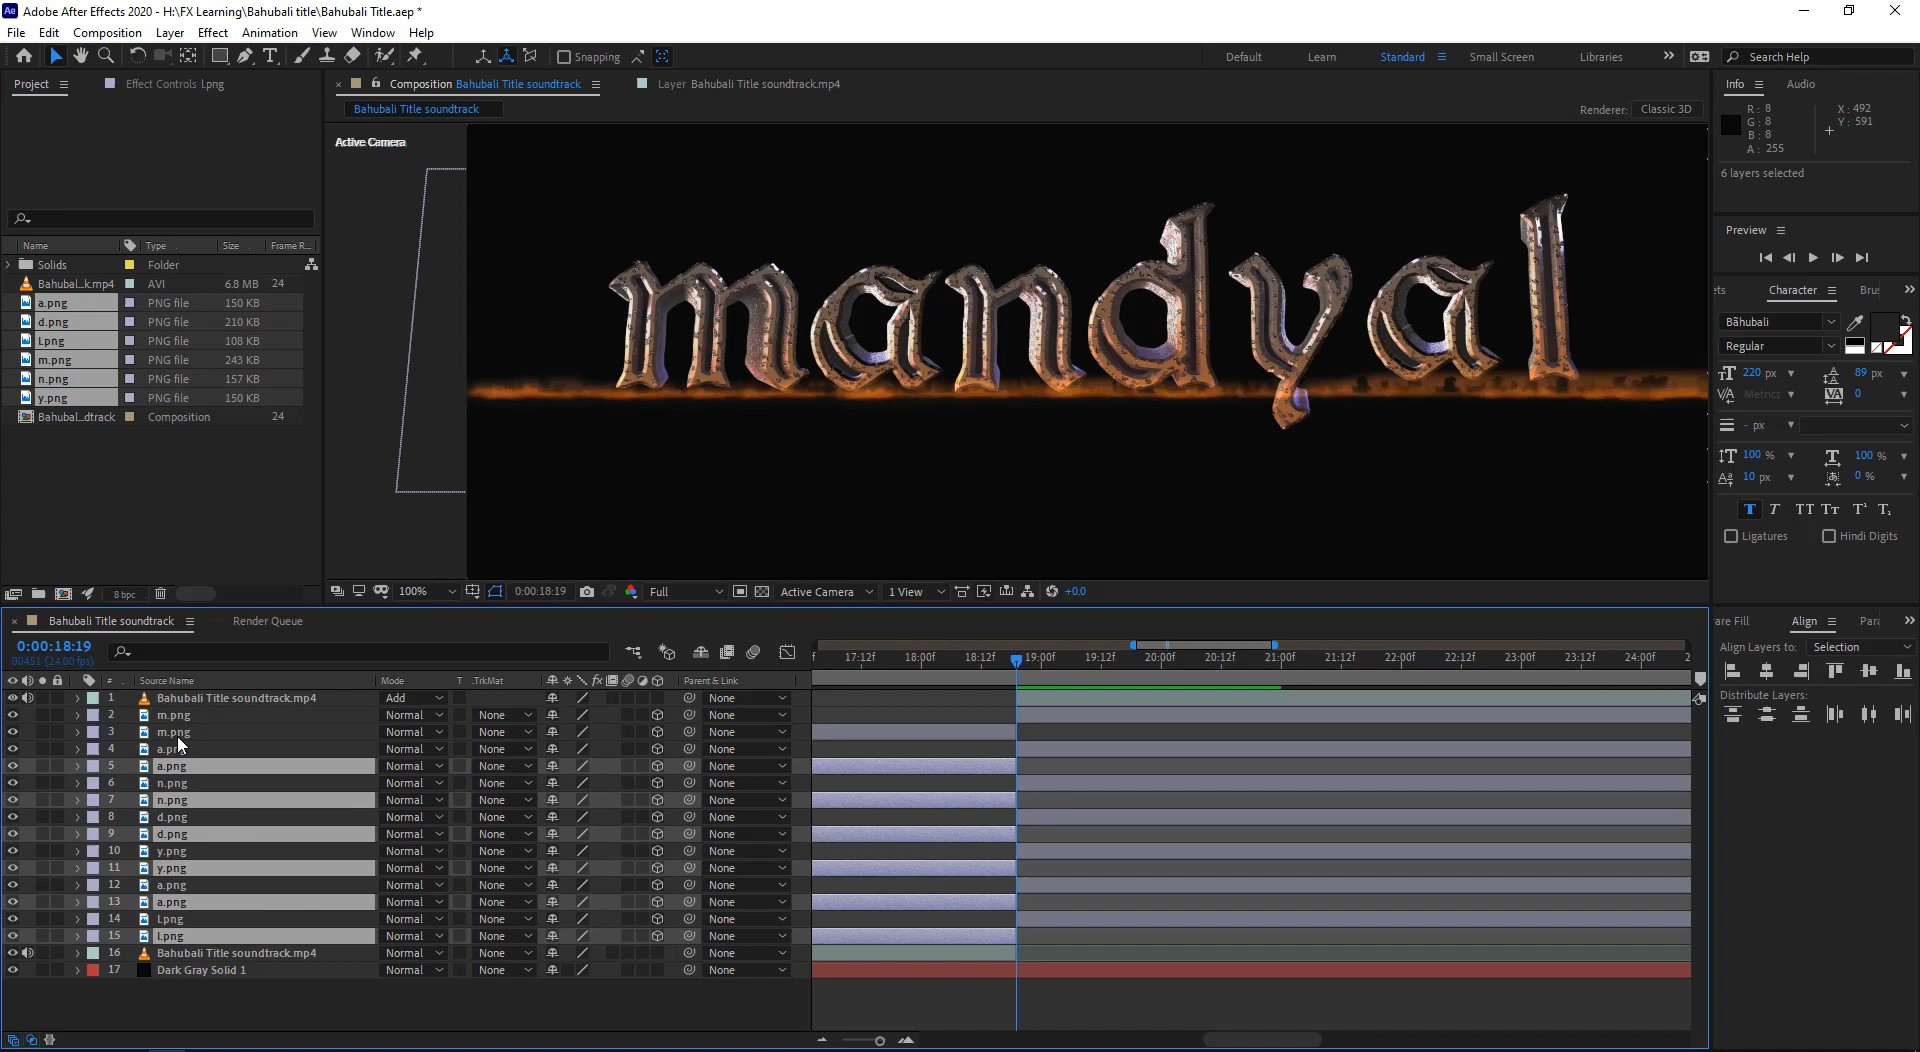 Adobe After Effects 2020 - H:\FX Learning\Bahubali title\Bahubali Title.aep *
File Edit Composition Layer Effect Animation View Window Help
Snapping Default Learn Standard Small Screen Libraries Search Help
Project Effect Controls l.png Composition Bahubali Title soundtrack Layer Bahubali Title soundtrack.mp4 Info Audio
Bahubali Title soundtrack Renderer: Classic 3D
R: 8 X: 492
G: 8 Y: 591
B: 8
A: 255
Active Camera
6 layers selected
mandyal
Preview
Name Type Size Frame R...
Solids Folder
Bahubal...k.mp4 AVI 6.8 MB 24
a.png PNG file 150 KB
d.png PNG file 210 KB
l.png PNG file 108 KB
m.png PNG file 243 KB
n.png PNG file 157 KB
y.png PNG file 150 KB
Bahubal...dtrack Composition 24
ets Character Bru
Bãhubali
Regular
220 px 89 px
Metrics 0
- px
100 % 100 %
10 px 0 %
T T TT Tt T¹ T₁
Ligatures Hindi Digits
8 bpc 100% 0:00:18:19 Full Active Camera 1 View +0.0
Bahubali Title soundtrack Render Queue
are Fill Align Par
0:00:18:19
00451 (24.00 fps)
Align Layers to: Selection
Distribute Layers:
f 17:12f 18:00f 18:12f 19:00f 19:12f 20:00f 20:12f 21:00f 21:12f 22:00f 22:12f 23:00f 23:12f 24:00f 2
# Source Name Mode T .TrkMat fx Parent & Link
1 Bahubali Title soundtrack.mp4 Add None
2 m.png Normal None None
3 m.png Normal None None
4 a.pn Normal None None
5 a.png Normal None None
6 n.png Normal None None
7 n.png Normal None None
8 d.png Normal None None
9 d.png Normal None None
10 y.png Normal None None
11 y.png Normal None None
12 a.png Normal None None
13 a.png Normal None None
14 l.png Normal None None
15 l.png Normal None None
16 Bahubali Title soundtrack.mp4 Normal None None
17 Dark Gray Solid 1 Normal None None